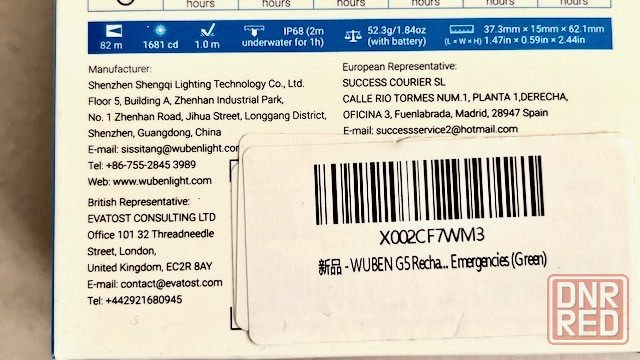 hours hours hours hours hours
82 m 1681 cd 1.0 m IP68 (2m underwater for 1h) 52.3g/1.84oz (with battery) (L × W × H) 37.3mm × 15mm × 62.1mm 1.47in × 0.59in × 2.44in
Manufacturer:
Shenzhen Shengqi Lighting Technology Co., Ltd.
Floor 5, Building A, Zhenhan Industrial Park,
No. 1 Zhenhan Road, Jihua Street, Longgang District,
Shenzhen, Guangdong, China
E-mail: sissitang@wubenlight.com
Tel: +86-755-2845 3989
Web: www.wubenlight.com
British Representative:
EVATOST CONSULTING LTD
Office 101 32 Threadneedle
Street, London,
United Kingdom, EC2R 8AY
E-mail: contact@evatost.com
Tel: +442921680945
European Representative:
SUCCESS COURIER SL
CALLE RIO TORMES NUM.1, PLANTA 1,DERECHA,
OFICINA 3, Fuenlabrada, Madrid, 28947 Spain
E-mail: successservice2@hotmail.com
X002CF7WM3
新品 - WUBEN G5 Recha... Emergencies (Green)
DNR
RED